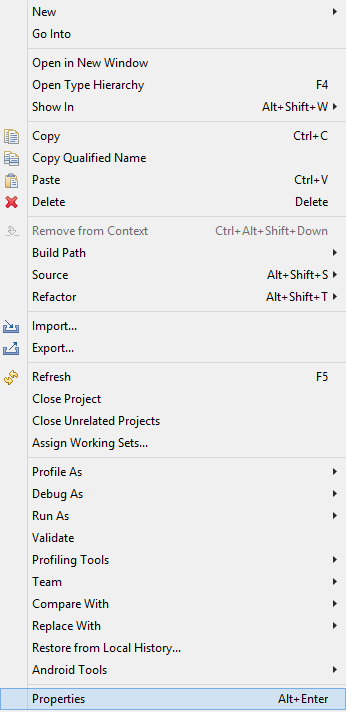 New
Go Into
Open in New Window
Open Type Hierarchy F4
Show In Alt+Shift+W
Copy Ctrl+C
Copy Qualified Name
Paste Ctrl+V
Delete Delete
Remove from Context Ctrl+Alt+Shift+Down
Build Path
Source Alt+Shift+S
Refactor Alt+Shift+T
Import...
Export...
Refresh F5
Close Project
Close Unrelated Projects
Assign Working Sets...
Profile As
Debug As
Run As
Validate
Profiling Tools
Team
Compare With
Replace With
Restore from Local History...
Android Tools
Properties Alt+Enter